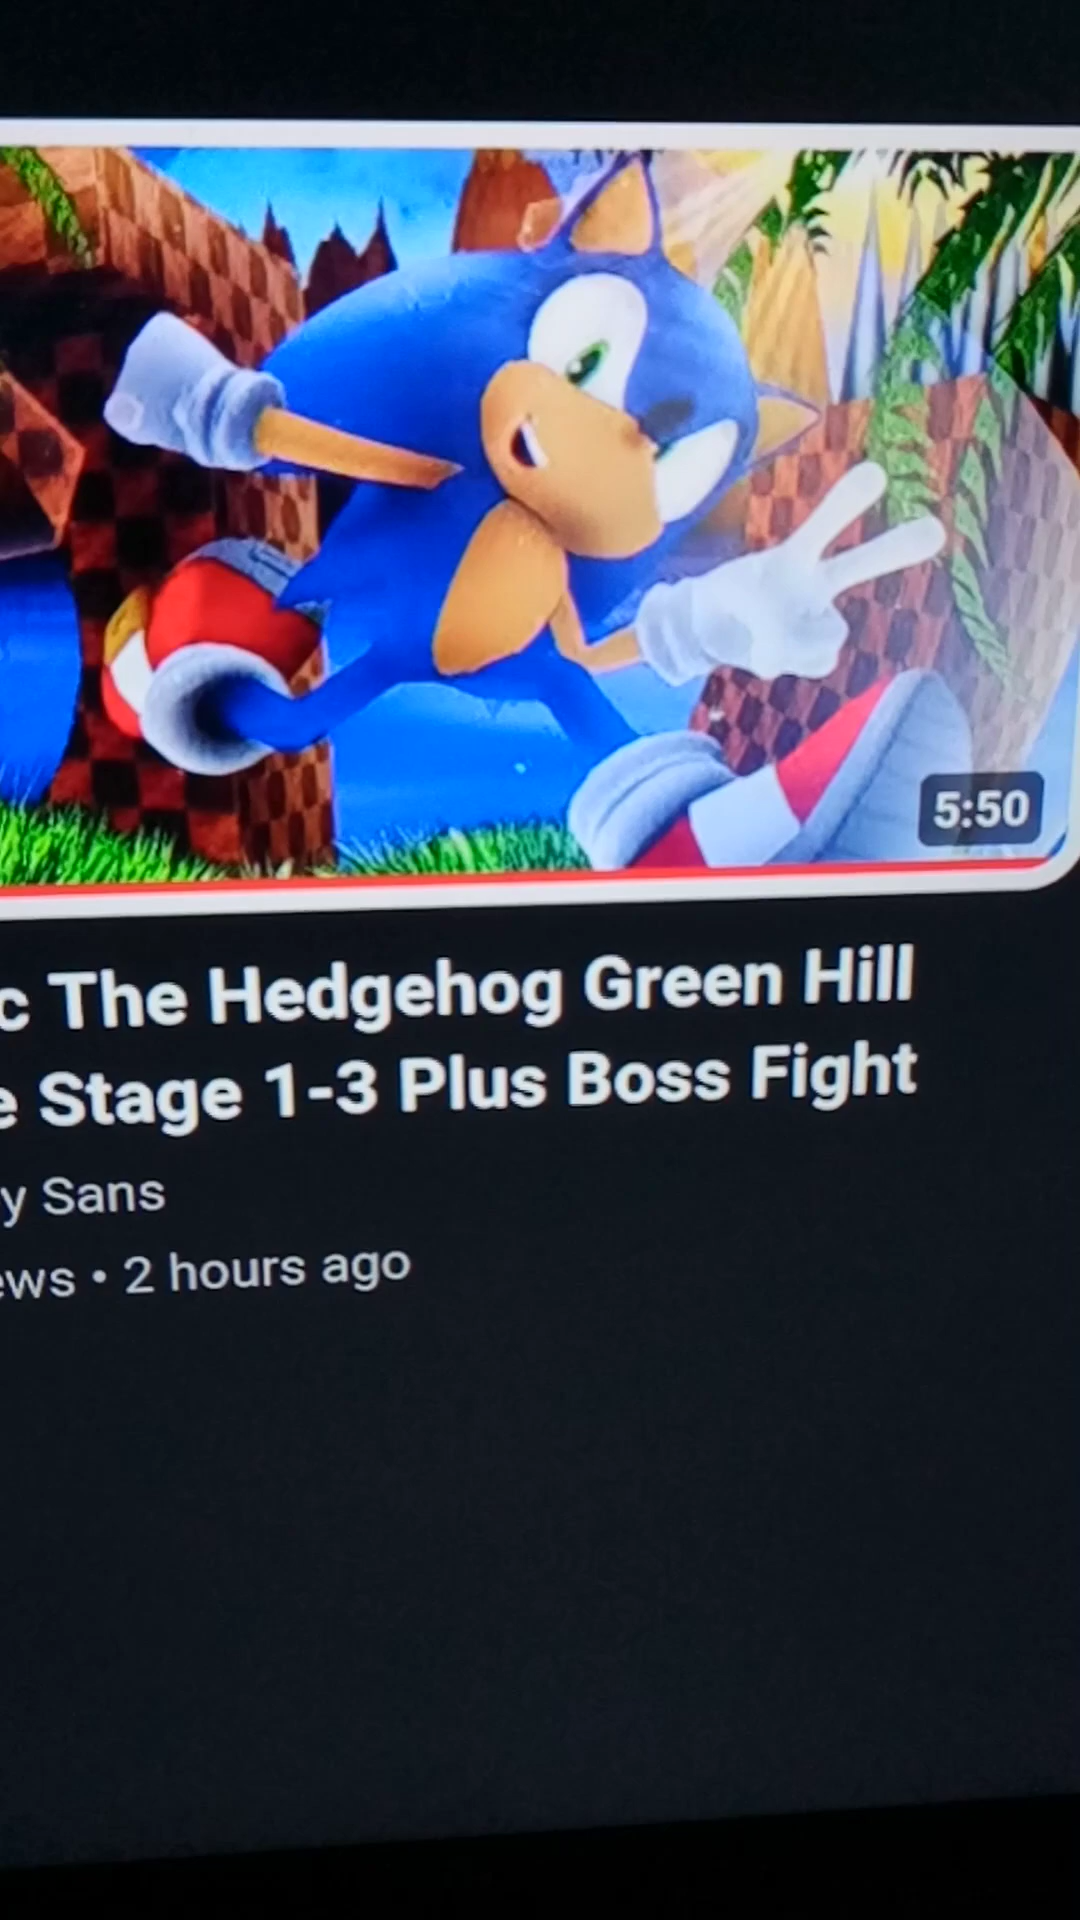 5:50
c The Hedgehog Green Hill
e Stage 1-3 Plus Boss Fight
y Sans
ews • 2 hours ago